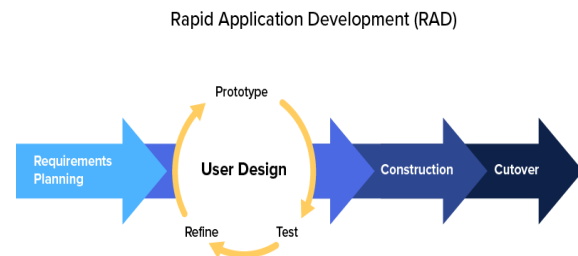 Rapid Application Development (RAD)
Prototype
Requirements
Planning
User Design
Construction
Cutover
Refine
Test